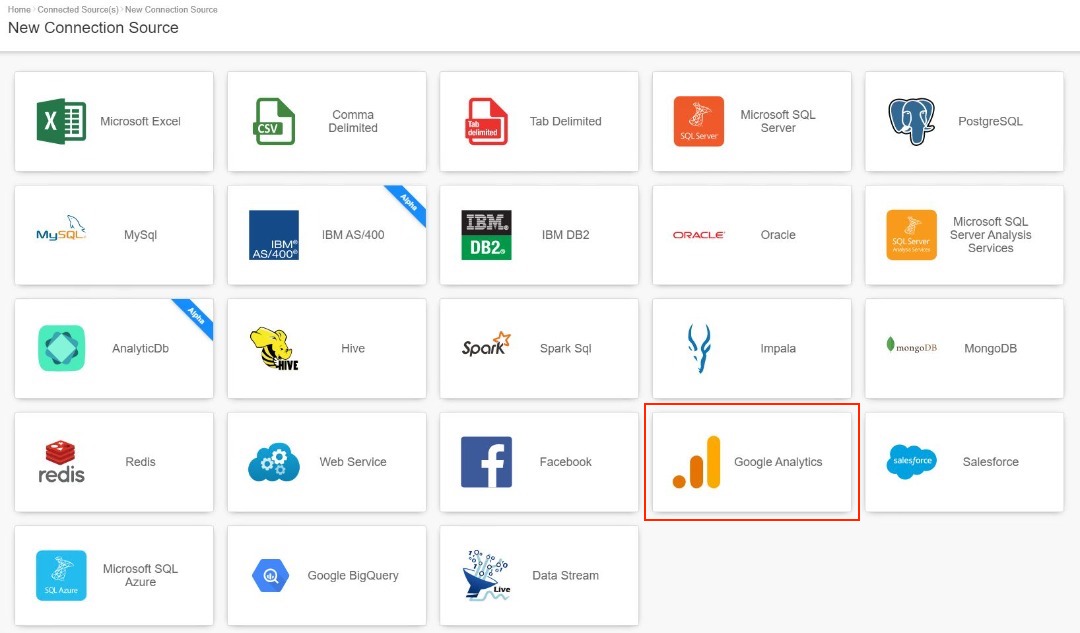 Home > Connected Source(s) > New Connection Source
New Connection Source
Microsoft Excel
CSV
Comma
Delimited
Tab
delimited
Tab Delimited
SQL Server
Microsoft SQL
Server
PostgreSQL
MySQL
MySql
IBM
AS/400
IBM AS/400
Alpha
IBM
DB2
IBM DB2
ORACLE
Oracle
SQL Server
Analysis Services
Microsoft SQL
Server Analysis
Services
AnalyticDb
Alpha
HIVE
Hive
Spark
Spark Sql
Impala
mongoDB
MongoDB
redis
Redis
Web Service
Facebook
Google Analytics
salesforce
Salesforce
SQL Azure
Microsoft SQL
Azure
Google BigQuery
Live
Data Stream